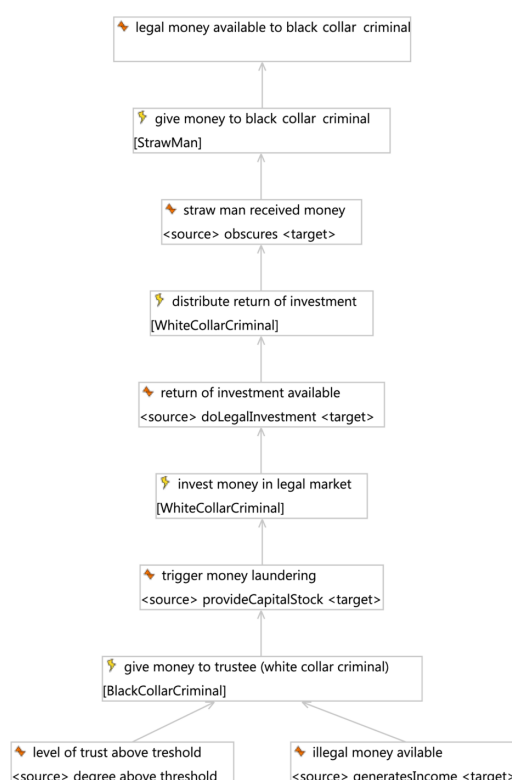 legal money available to black collar criminal
give money to black collar criminal
[StrawMan]
straw man received money
<source> obscures <target>
distribute return of investment
[WhiteCollarCriminal]
return of investment available
<source> doLegalInvestment <target>
invest money in legal market
[WhiteCollarCriminal]
trigger money laundering
<source> provideCapitalStock <target>
give money to trustee (white collar criminal)
[BlackCollarCriminal]
level of trust above treshold
<source> degree above threshold
illegal money avilable
<source> generatesIncome <target>